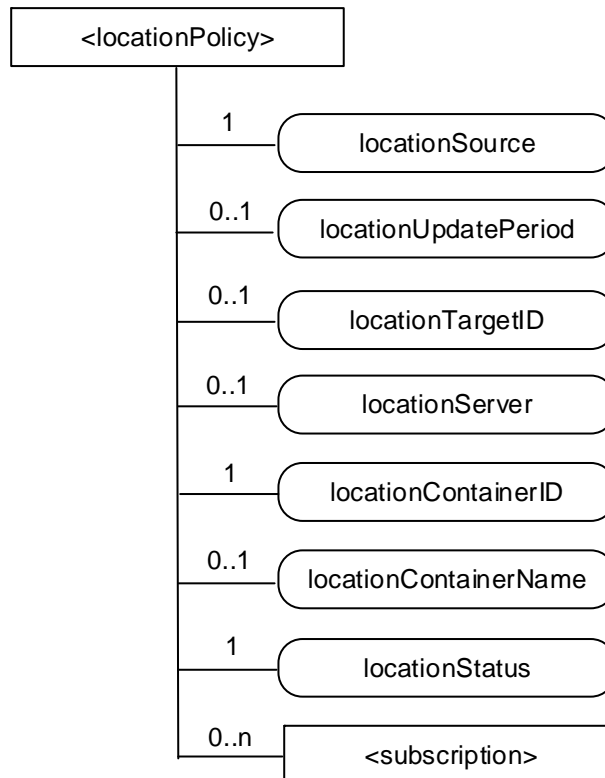 <locationPolicy>
1
locationSource
0..1
locationUpdatePeriod
0..1
locationTargetID
0..1
locationServer
1
locationContainerID
0..1
locationContainerName
1
locationStatus
0..n
<subscription>